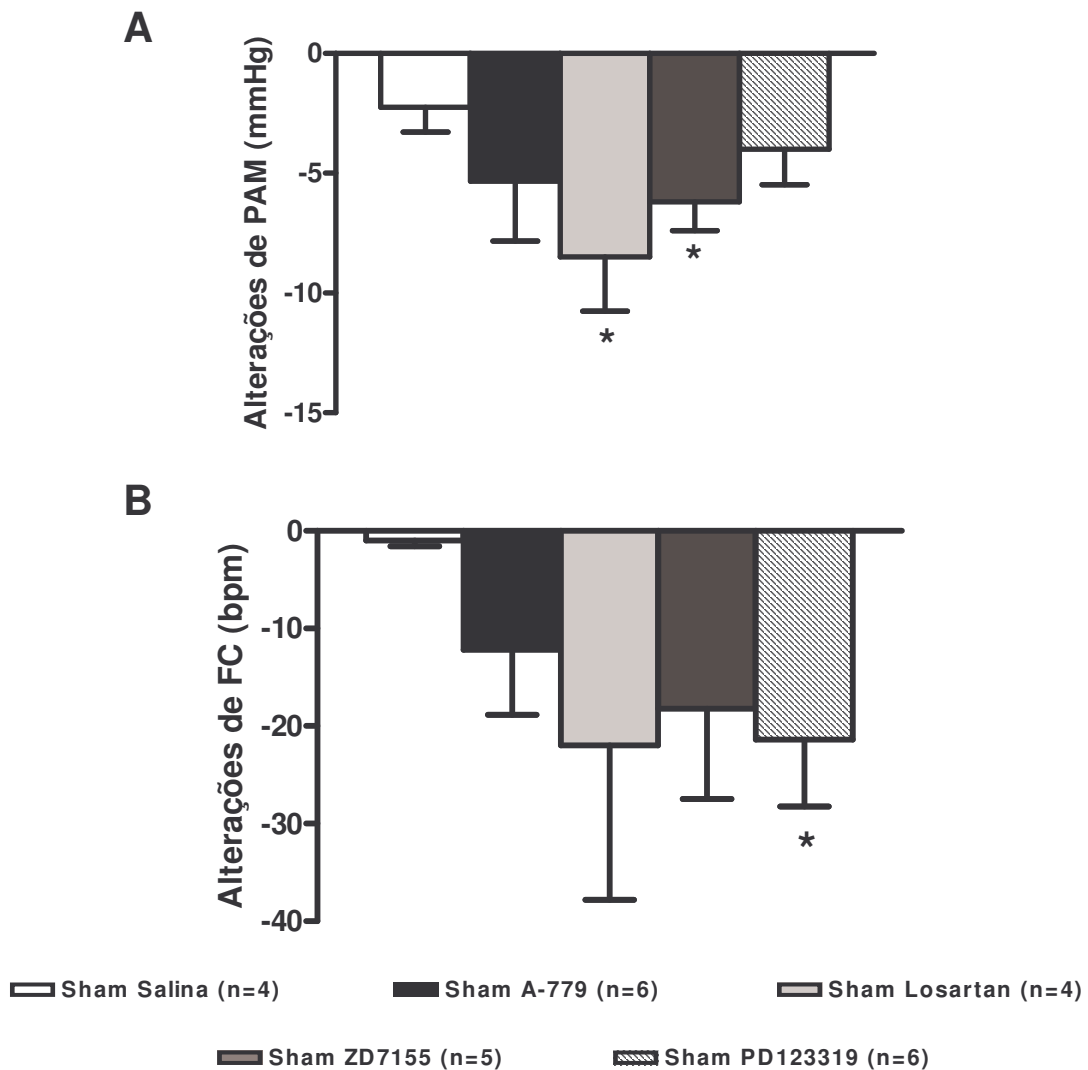 A
Alterações de PAM (mmHg)
0
-5
-10
-15
*
*
B
Alterações de FC (bpm)
0
-10
-20
-30
-40
*
Sham Salina (n=4) Sham A-779 (n=6) Sham Losartan (n=4)
Sham ZD7155 (n=5) Sham PD123319 (n=6)